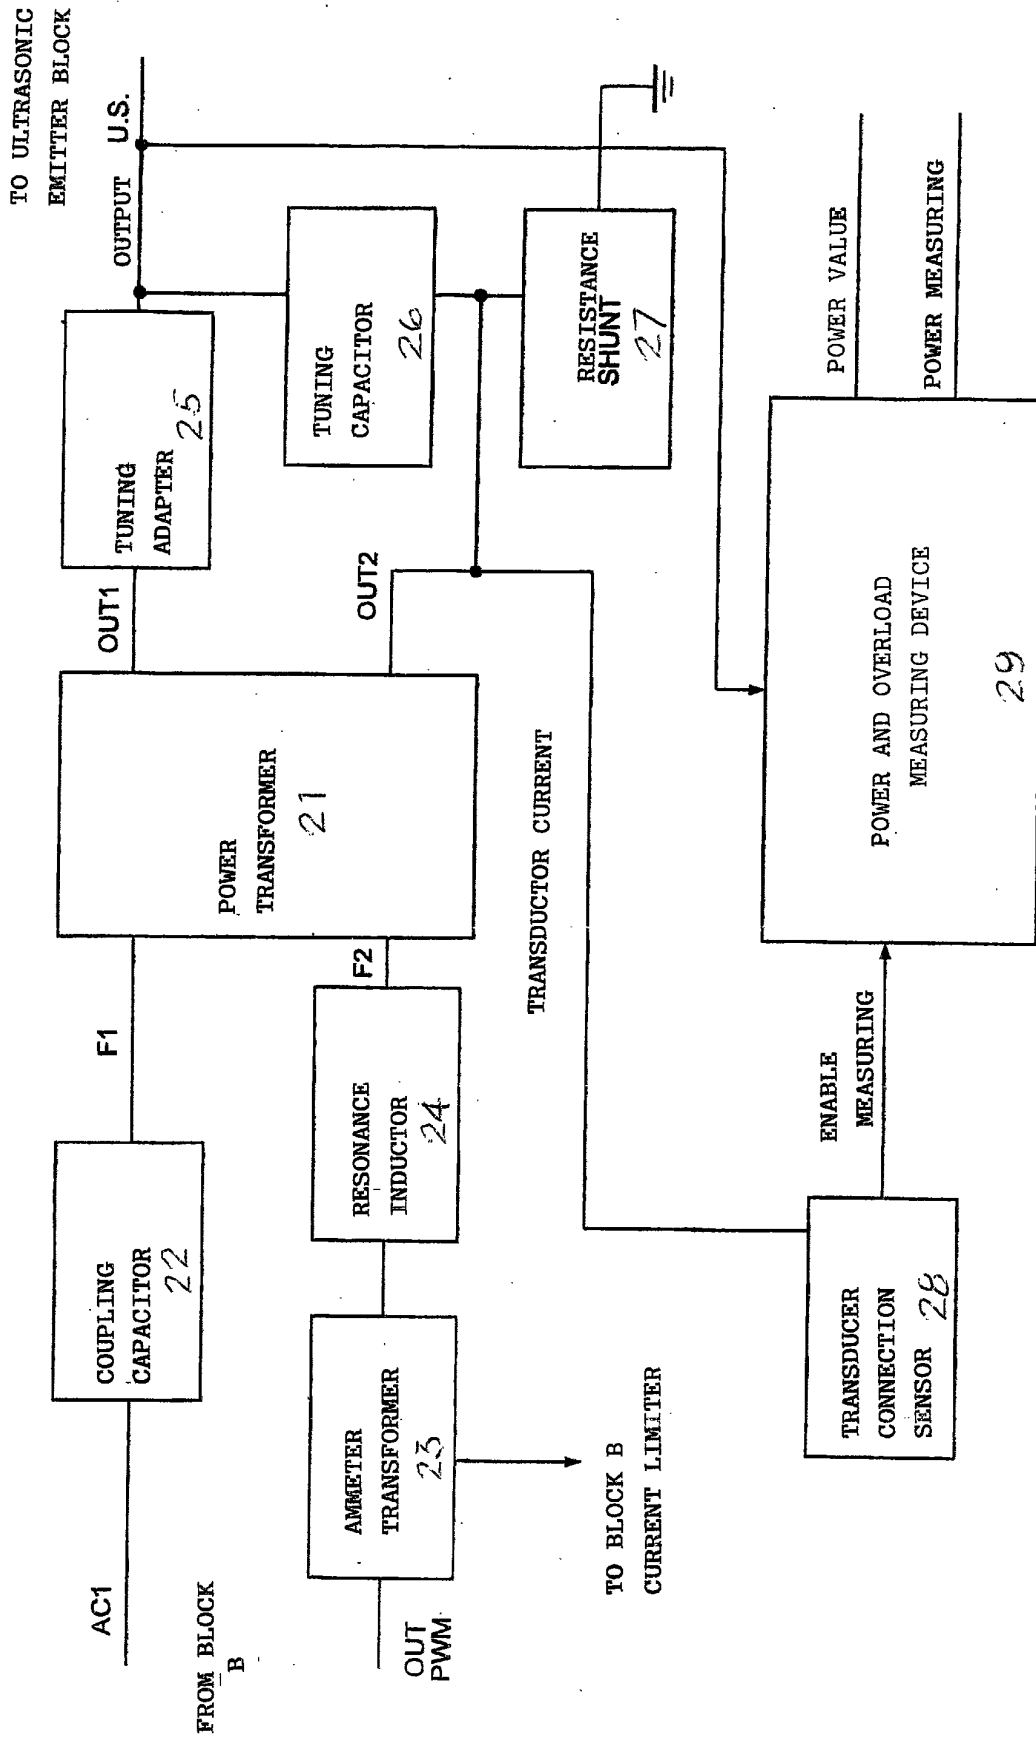 TO ULTRASONIC
EMITTER BLOCK
OUTPUT
U.S.
TUNING
ADAPTER
25
OUT1
TUNING
CAPACITOR
26
RESISTANCE
SHUNT
27
OUT2
POWER
TRANSFORMER
21
F1
F2
COUPLING
CAPACITOR
22
AC1
FROM BLOCK
B
RESONANCE
INDUCTOR
24
AMMETER
TRANSFORMER
23
OUT
PWM
TO BLOCK B
CURRENT LIMITER
TRANSDUCTOR CURRENT
TRANSDUCER
CONNECTION
SENSOR
28
ENABLE
MEASURING
POWER AND OVERLOAD
MEASURING DEVICE
29
POWER VALUE
POWER MEASURING